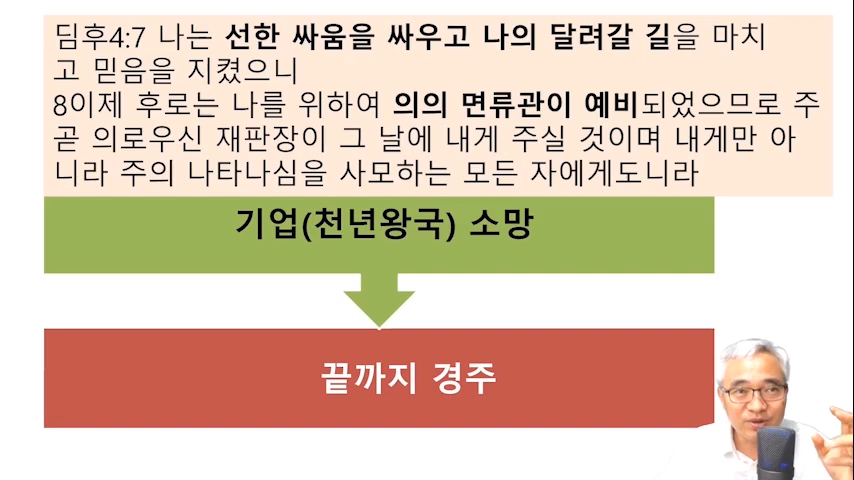 딤후4:7 나는 선한 싸움을 싸우고 나의 달려갈 길을 마치
고 믿음을 지켰으니
8이제 후로는 나를 위하여 의의 면류관이 예비되었으므로 주
곧 의로우신 재판장이 그 날에 내게 주실 것이며 내게만 아
니라 주의 나타나심을 사모하는 모든 자에게도니라
기업(천년왕국) 소망
끝까지 경주